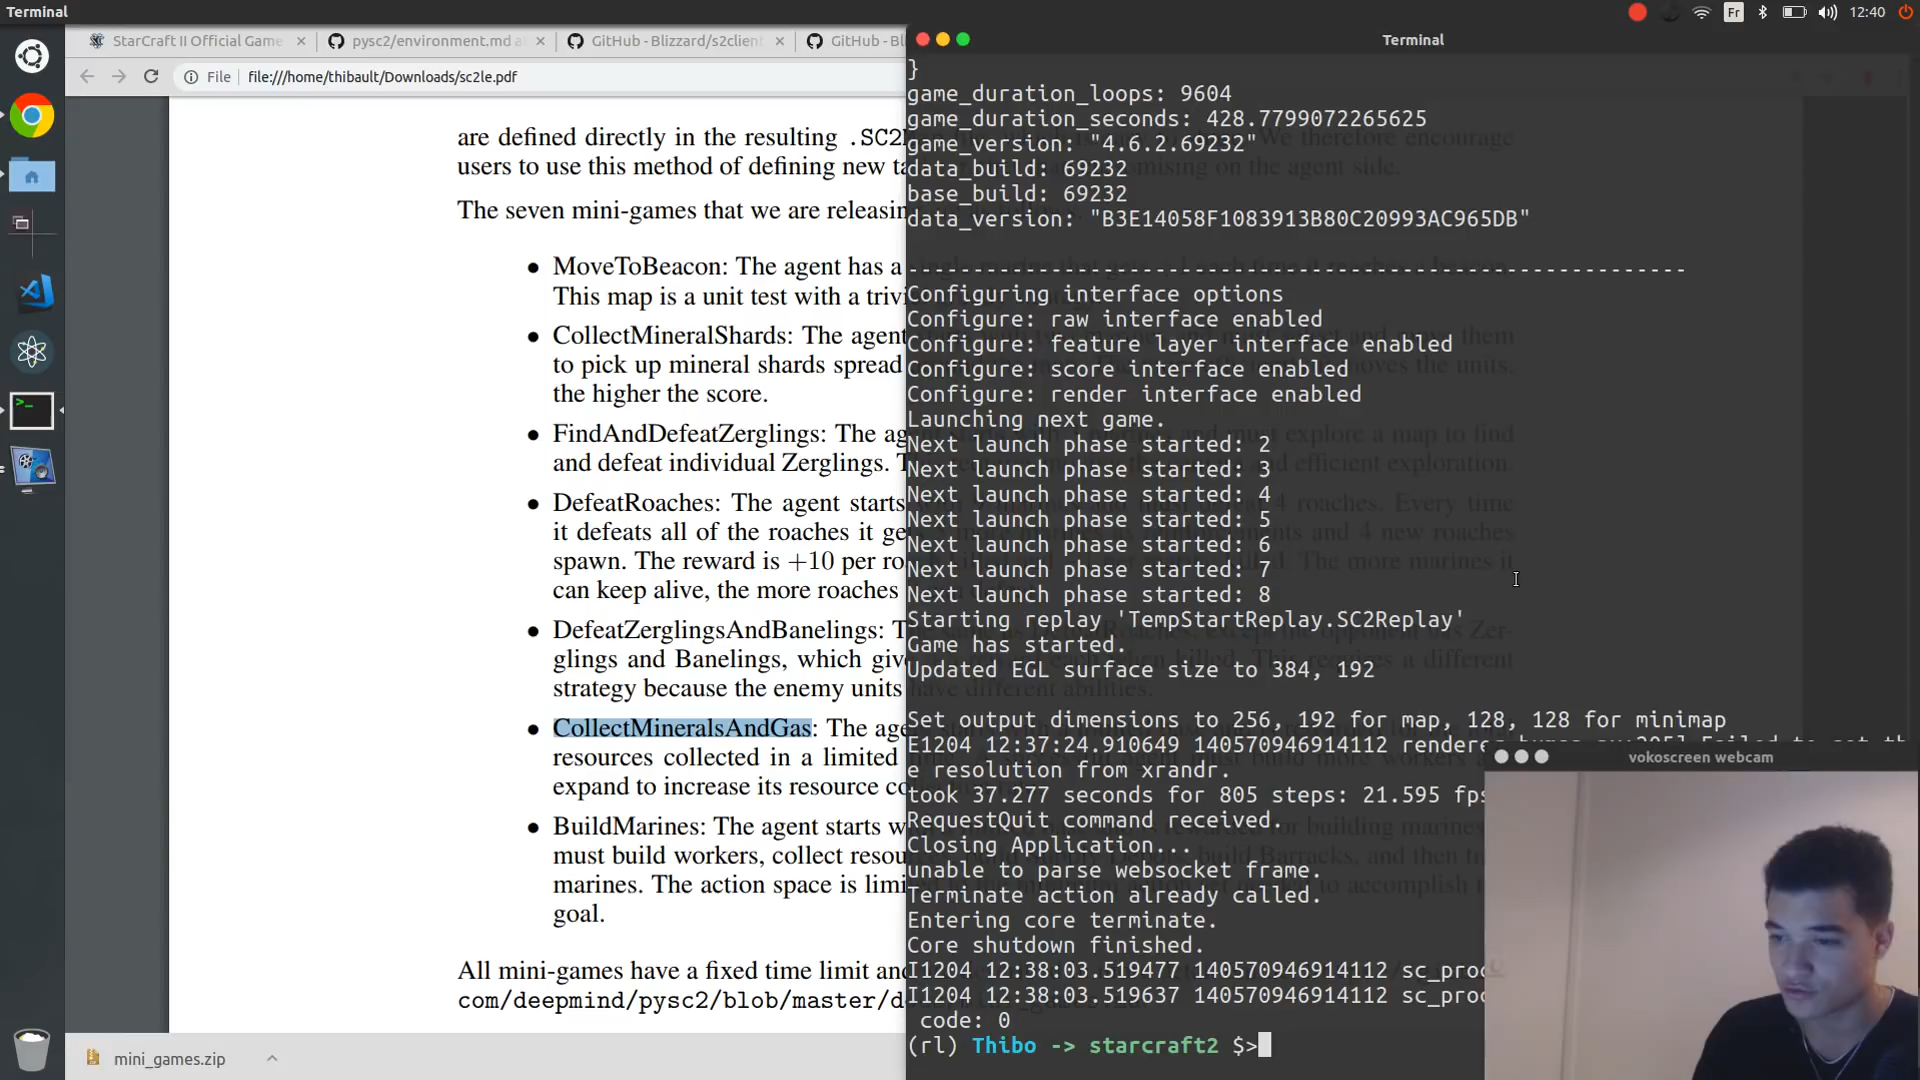 Terminal
Fr
12:40
StarCraft II Official Game
pysc2/environment.md a
GitHub - Blizzard/s2client
GitHub - Bl
File
file:///home/thibault/Downloads/sc2le.pdf
are defined directly in the resulting .SC2
users to use this method of defining new ta
The seven mini-games that we are releasin
MoveToBeacon: The agent has a
This map is a unit test with a trivi
CollectMineralShards: The agent
to pick up mineral shards spread
the higher the score.
FindAndDefeatZerglings: The ag
and defeat individual Zerglings. T
DefeatRoaches: The agent starts
it defeats all of the roaches it ge
spawn. The reward is +10 per ro
can keep alive, the more roaches
DefeatZerglingsAndBanelings: T
glings and Banelings, which give
strategy because the enemy units
CollectMineralsAndGas: The age
resources collected in a limited
expand to increase its resource co
BuildMarines: The agent starts w
must build workers, collect resou
marines. The action space is limi
goal.
All mini-games have a fixed time limit and
com/deepmind/pysc2/blob/master/d
mini_games.zip
Terminal
}
game_duration_loops: 9604
game_duration_seconds: 428.7799072265625
game_version: "4.6.2.69232"
data_build: 69232
base_build: 69232
data_version: "B3E14058F1083913B80C20993AC965DB"
------------------------------------------------------------
Configuring interface options
Configure: raw interface enabled
Configure: feature layer interface enabled
Configure: score interface enabled
Configure: render interface enabled
Launching next game.
Next launch phase started: 2
Next launch phase started: 3
Next launch phase started: 4
Next launch phase started: 5
Next launch phase started: 6
Next launch phase started: 7
Next launch phase started: 8
Starting replay 'TempStartReplay.SC2Replay'
Game has started.
Updated EGL surface size to 384, 192
Set output dimensions to 256, 192 for map, 128, 128 for minimap
E1204 12:37:24.910649 140570946914112
e resolution from xrandr.
took 37.277 seconds for 805 steps: 21.595 fps
RequestQuit command received.
Closing Application...
unable to parse websocket frame.
Terminate action already called.
Entering core terminate.
Core shutdown finished.
I1204 12:38:03.519477 140570946914112 sc_proc
I1204 12:38:03.519637 140570946914112 sc_proc
code: 0
(rl) Thibo -> starcraft2 $>
vokoscreen webcam